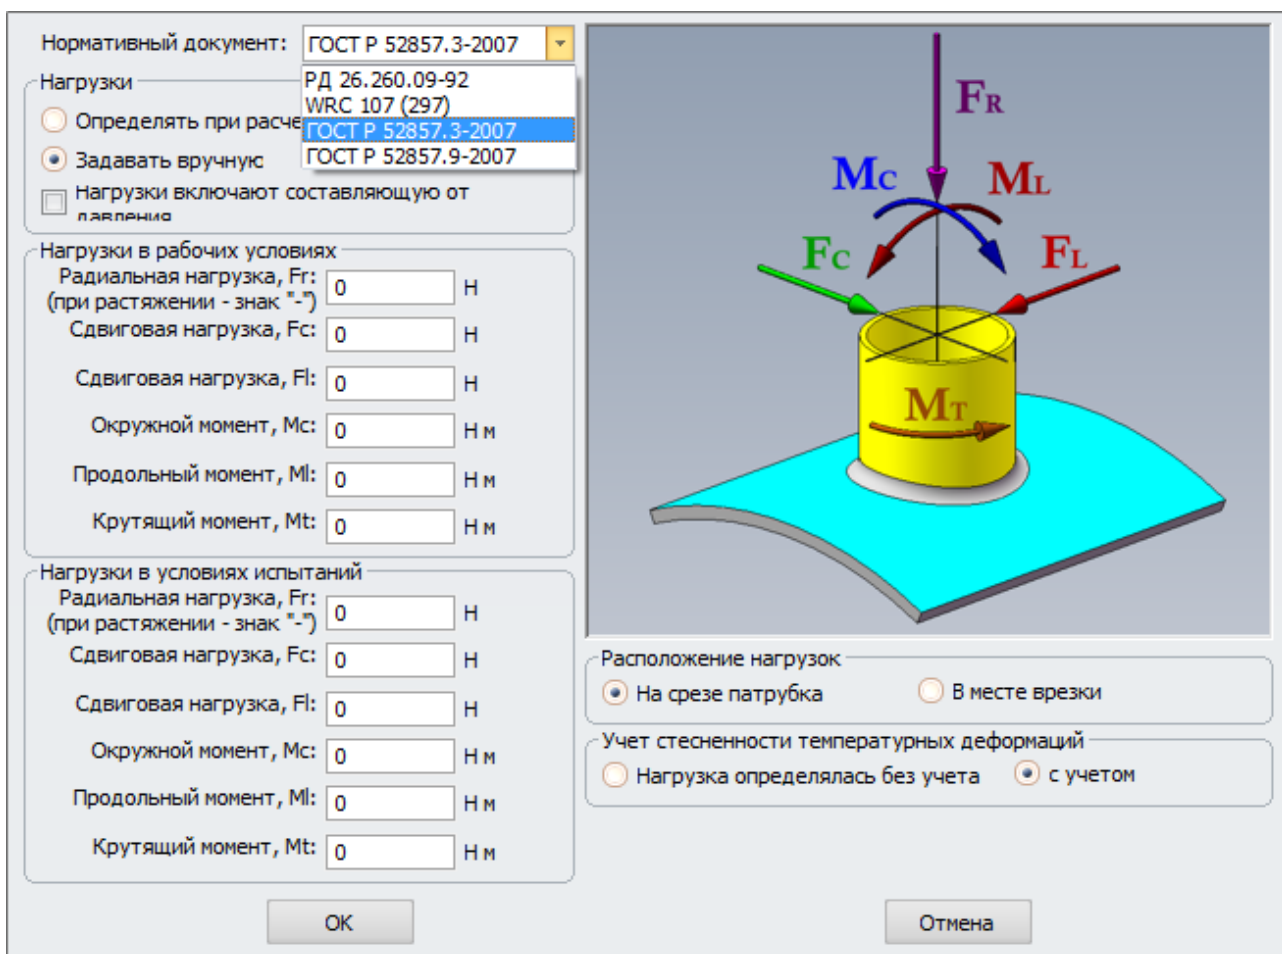 Нормативный документ: ГОСТ Р 52857.3-2007
РД 26.260.09-92
WRC 107 (297)
ГОСТ Р 52857.3-2007
ГОСТ Р 52857.9-2007
Нагрузки
Определять при расче
Задавать вручную
Нагрузки включают составляющую от
давления
Нагрузки в рабочих условиях
Радиальная нагрузка, Fr:
(при растяжении - знак "-") 0 Н
Сдвиговая нагрузка, Fc: 0 Н
Сдвиговая нагрузка, Fl: 0 Н
Окружной момент, Mc: 0 Н м
Продольный момент, Ml: 0 Н м
Крутящий момент, Mt: 0 Н м
Нагрузки в условиях испытаний
Радиальная нагрузка, Fr:
(при растяжении - знак "-") 0 Н
Сдвиговая нагрузка, Fc: 0 Н
Сдвиговая нагрузка, Fl: 0 Н
Окружной момент, Mc: 0 Н м
Продольный момент, Ml: 0 Н м
Крутящий момент, Mt: 0 Н м
FR
MC ML
FC FL
MT
Расположение нагрузок
На срезе патрубка В месте врезки
Учет стесненности температурных деформаций
Нагрузка определялась без учета с учетом
OK Отмена